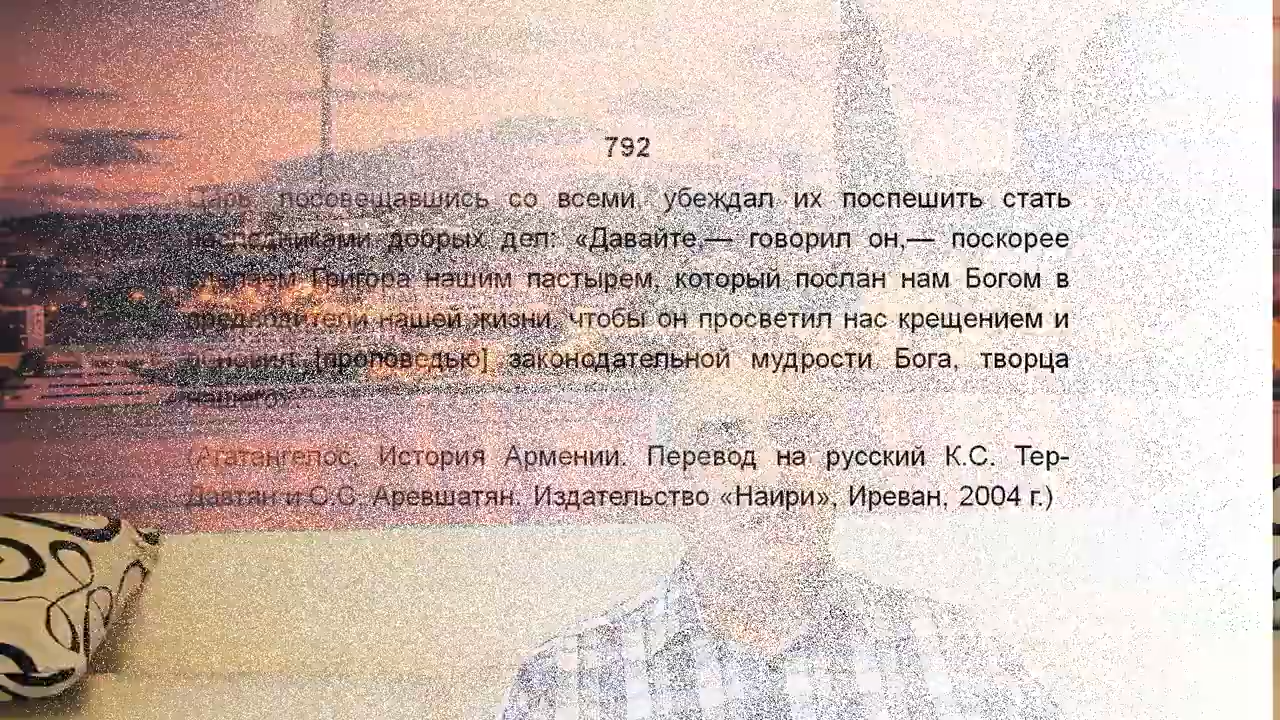 792
Царь, посовещавшись со всеми, убеждал их поспешить стать
наследниками добрых дел: «Давайте,— говорил он,— поскорее
сделаем Григора нашим пастырем, который послан нам Богом в
предводители нашей жизни, чтобы он просветил нас крещением и
[проповедью] законодательной мудрости Бога, творца
нашего».
(Агатангелос. История Армении. Перевод на русский К.С. Тер-
Давтян и С.С. Аревшатян. Издательство «Наири», Иреван, 2004 г.)